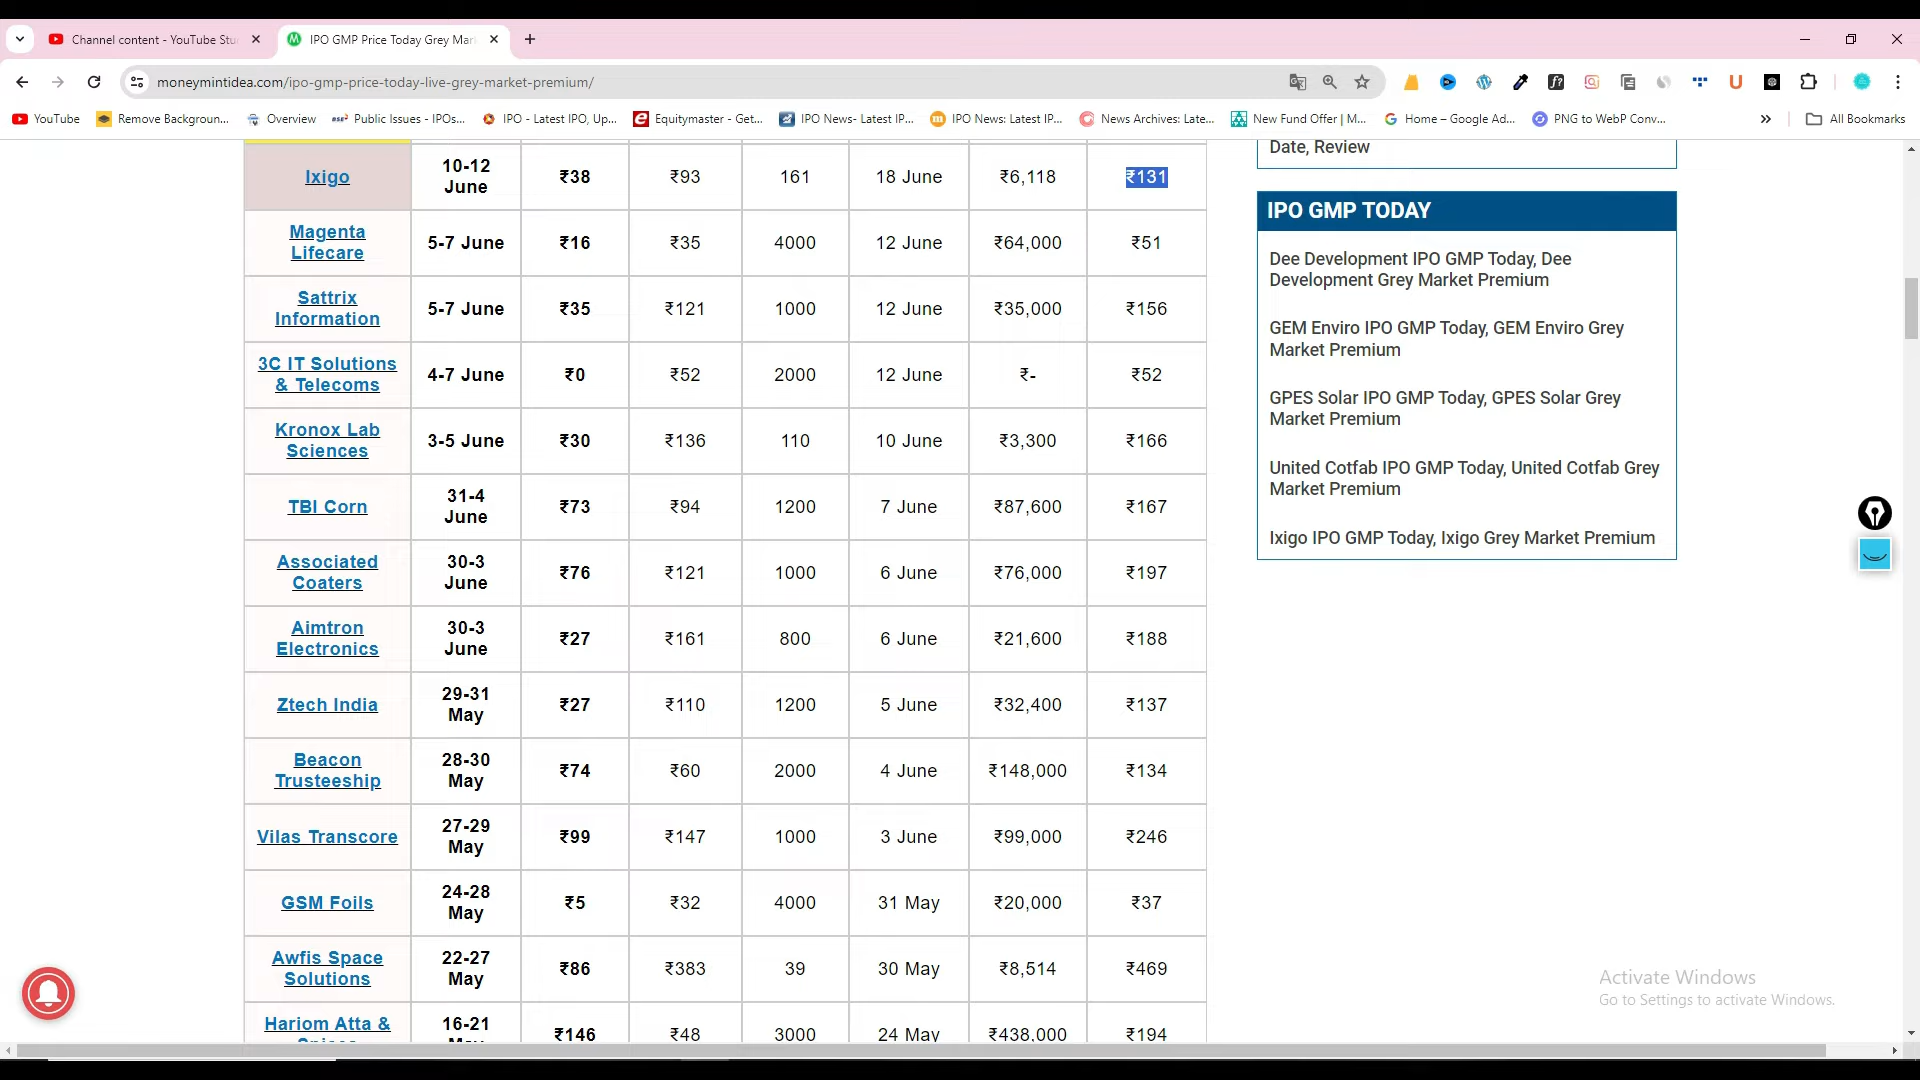 Channel content - YouTube Stu
IPO GMP Price Today Grey Mar
moneymintidea.com/ipo-gmp-price-today-live-grey-market-premium/
YouTube
Remove Backgroun...
Overview
Public Issues - IPOs...
IPO - Latest IPO, Up...
Equitymaster - Get...
IPO News- Latest IP...
IPO News: Latest IP...
News Archives: Late...
New Fund Offer | M...
Home – Google Ad...
PNG to WebP Conv...
All Bookmarks
Ixigo 10-12 June ₹38 ₹93 161 18 June ₹6,118 ₹131
Magenta Lifecare 5-7 June ₹16 ₹35 4000 12 June ₹64,000 ₹51
Sattrix Information 5-7 June ₹35 ₹121 1000 12 June ₹35,000 ₹156
3C IT Solutions & Telecoms 4-7 June ₹0 ₹52 2000 12 June ₹- ₹52
Kronox Lab Sciences 3-5 June ₹30 ₹136 110 10 June ₹3,300 ₹166
TBI Corn 31-4 June ₹73 ₹94 1200 7 June ₹87,600 ₹167
Associated Coaters 30-3 June ₹76 ₹121 1000 6 June ₹76,000 ₹197
Aimtron Electronics 30-3 June ₹27 ₹161 800 6 June ₹21,600 ₹188
Ztech India 29-31 May ₹27 ₹110 1200 5 June ₹32,400 ₹137
Beacon Trusteeship 28-30 May ₹74 ₹60 2000 4 June ₹148,000 ₹134
Vilas Transcore 27-29 May ₹99 ₹147 1000 3 June ₹99,000 ₹246
GSM Foils 24-28 May ₹5 ₹32 4000 31 May ₹20,000 ₹37
Awfis Space Solutions 22-27 May ₹86 ₹383 39 30 May ₹8,514 ₹469
Hariom Atta & 16-21 ₹146 ₹48 3000 24 May ₹438,000 ₹194
Date, Review
IPO GMP TODAY
Dee Development IPO GMP Today, Dee
Development Grey Market Premium
GEM Enviro IPO GMP Today, GEM Enviro Grey
Market Premium
GPES Solar IPO GMP Today, GPES Solar Grey
Market Premium
United Cotfab IPO GMP Today, United Cotfab Grey
Market Premium
Ixigo IPO GMP Today, Ixigo Grey Market Premium
Activate Windows
Go to Settings to activate Windows.